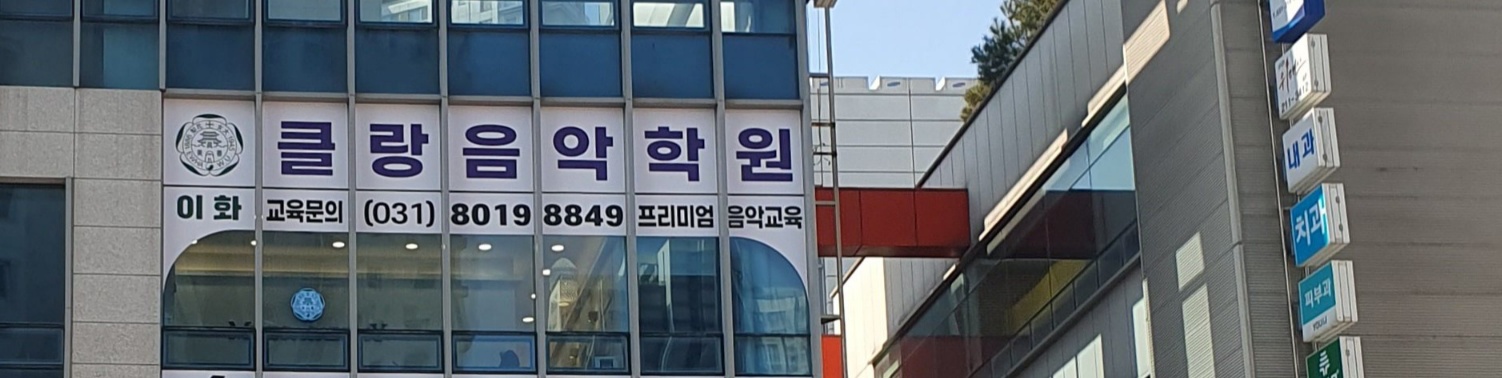 클랑음악학원
이화 교육문의 (031) 8019 8849 프리미엄 음악교육
내과
치과
피부과